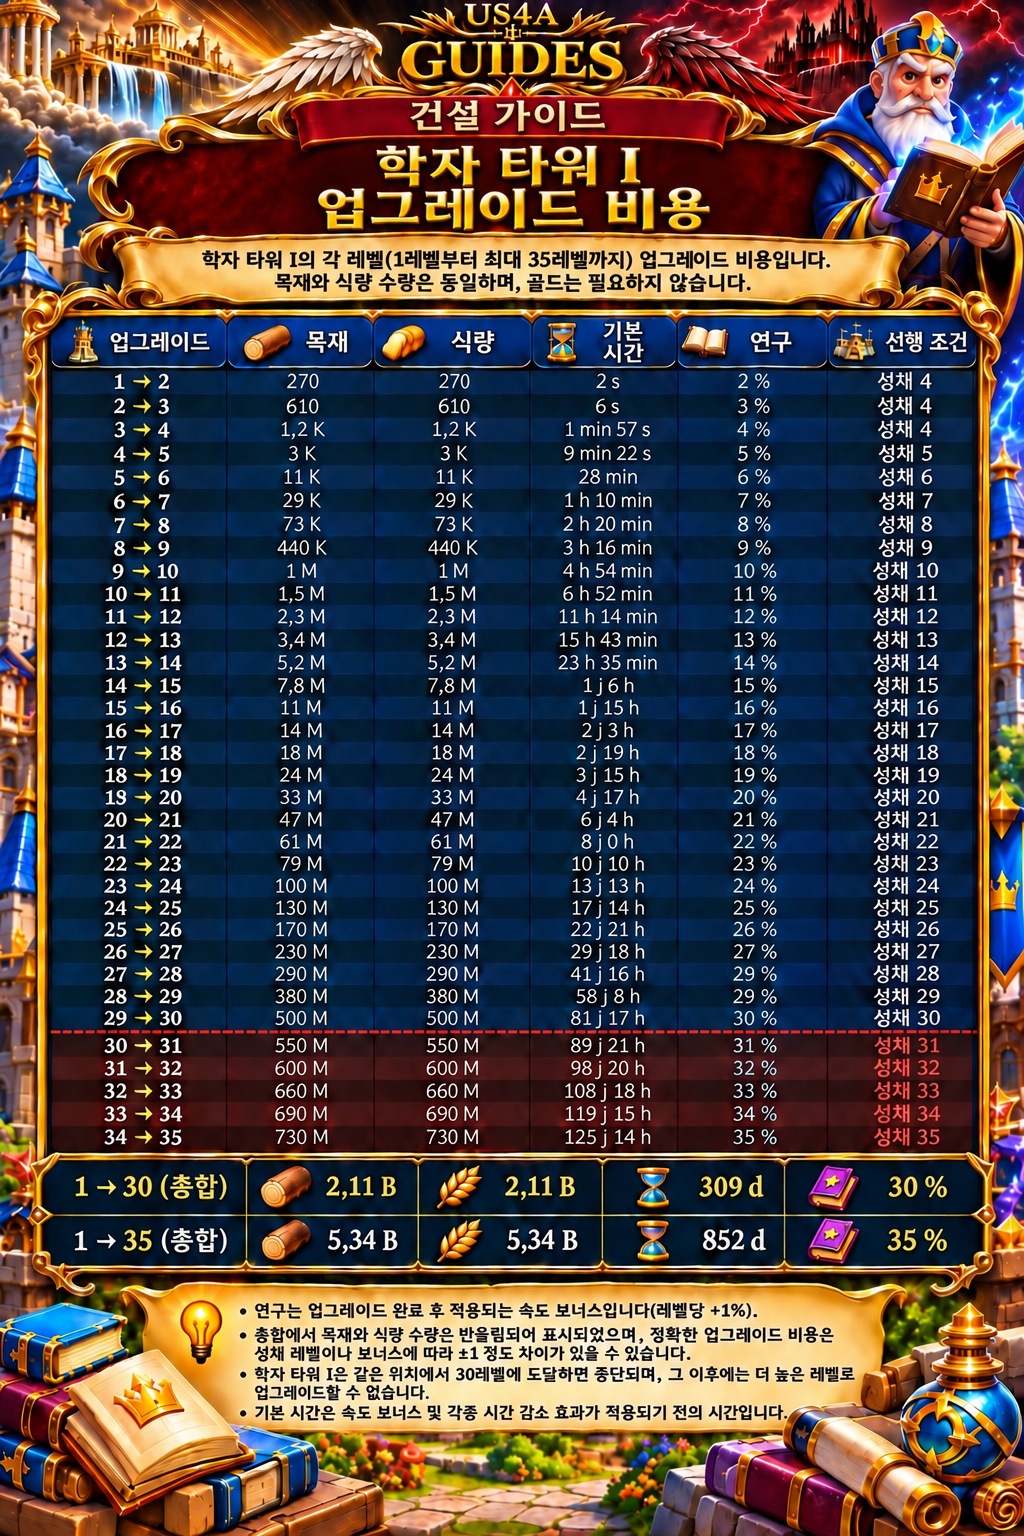 US4A
GUIDES
건설 가이드
학자 타워 I
업그레이드 비용
학자 타워 I의 각 레벨(1레벨부터 최대 35레벨까지) 업그레이드 비용입니다.
목재와 식량 수량은 동일하며, 골드는 필요하지 않습니다.
업그레이드 목재 식량 기본 시간 연구 선행 조건
1 → 2 270 270 2 s 2 % 성채 4
2 → 3 610 610 6 s 3 % 성채 4
3 → 4 1,2 K 1,2 K 1 min 57 s 4 % 성채 4
4 → 5 3 K 3 K 9 min 22 s 5 % 성채 5
5 → 6 11 K 11 K 28 min 6 % 성채 6
6 → 7 29 K 29 K 1 h 10 min 7 % 성채 7
7 → 8 73 K 73 K 2 h 20 min 8 % 성채 8
8 → 9 440 K 440 K 3 h 16 min 9 % 성채 9
9 → 10 1 M 1 M 4 h 54 min 10 % 성채 10
10 → 11 1,5 M 1,5 M 6 h 52 min 11 % 성채 11
11 → 12 2,3 M 2,3 M 11 h 14 min 12 % 성채 12
12 → 13 3,4 M 3,4 M 15 h 43 min 13 % 성채 13
13 → 14 5,2 M 5,2 M 23 h 35 min 14 % 성채 14
14 → 15 7,8 M 7,8 M 1 j 6 h 15 % 성채 15
15 → 16 11 M 11 M 1 j 15 h 16 % 성채 16
16 → 17 14 M 14 M 2 j 3 h 17 % 성채 17
17 → 18 18 M 18 M 2 j 19 h 18 % 성채 18
18 → 19 24 M 24 M 3 j 15 h 19 % 성채 19
19 → 20 33 M 33 M 4 j 17 h 20 % 성채 20
20 → 21 47 M 47 M 6 j 4 h 21 % 성채 21
21 → 22 61 M 61 M 8 j 0 h 22 % 성채 22
22 → 23 79 M 79 M 10 j 10 h 23 % 성채 23
23 → 24 100 M 100 M 13 j 13 h 24 % 성채 24
24 → 25 130 M 130 M 17 j 14 h 25 % 성채 25
25 → 26 170 M 170 M 22 j 21 h 26 % 성채 26
26 → 27 230 M 230 M 29 j 18 h 27 % 성채 27
27 → 28 290 M 290 M 41 j 16 h 29 % 성채 28
28 → 29 380 M 380 M 58 j 8 h 29 % 성채 29
29 → 30 500 M 500 M 81 j 17 h 30 % 성채 30
30 → 31 550 M 550 M 89 j 21 h 31 % 성채 31
31 → 32 600 M 600 M 98 j 20 h 32 % 성채 32
32 → 33 660 M 660 M 108 j 18 h 33 % 성채 33
33 → 34 690 M 690 M 119 j 15 h 34 % 성채 34
34 → 35 730 M 730 M 125 j 14 h 35 % 성채 35
1 → 30 (총합) 2,11 B 2,11 B 309 d 30 %
1 → 35 (총합) 5,34 B 5,34 B 852 d 35 %
• 연구는 업그레이드 완료 후 적용되는 속도 보너스입니다(레벨당 +1%).
• 총합에서 목재와 식량 수량은 반올림되어 표시되었으며, 정확한 업그레이드 비용은
성채 레벨이나 보너스에 따라 ±1 정도 차이가 있을 수 있습니다.
• 학자 타워 I은 같은 위치에서 30레벨에 도달하면 중단되며, 그 이후에는 더 높은 레벨로
업그레이드할 수 없습니다.
• 기본 시간은 속도 보너스 및 각종 시간 감소 효과가 적용되기 전의 시간입니다.